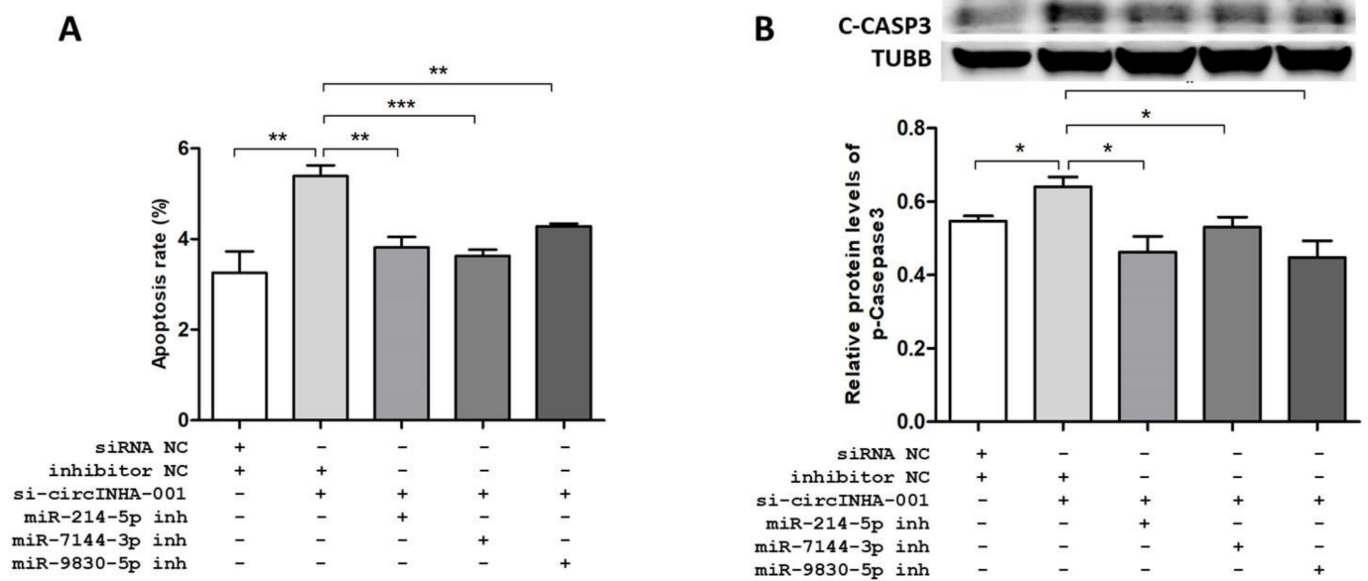 A
**
***
**
**
6
4
2
0
Apoptosis rate (%)
siRNA NC + - - - -
inhibitor NC + + - - -
si-circINHA-001 - + + + +
miR-214-5p inh - - + - -
miR-7144-3p inh - - - + -
miR-9830-5p inh - - - - +
B
C-CASP3
TUBB
*
*
*
0.8
0.6
0.4
0.2
0.0
Relative protein levels of
p-Casepase3
siRNA NC + - - - -
inhibitor NC + + - - -
si-circINHA-001 - + + + +
miR-214-5p inh - - + - -
miR-7144-3p inh - - - + -
miR-9830-5p inh - - - - +